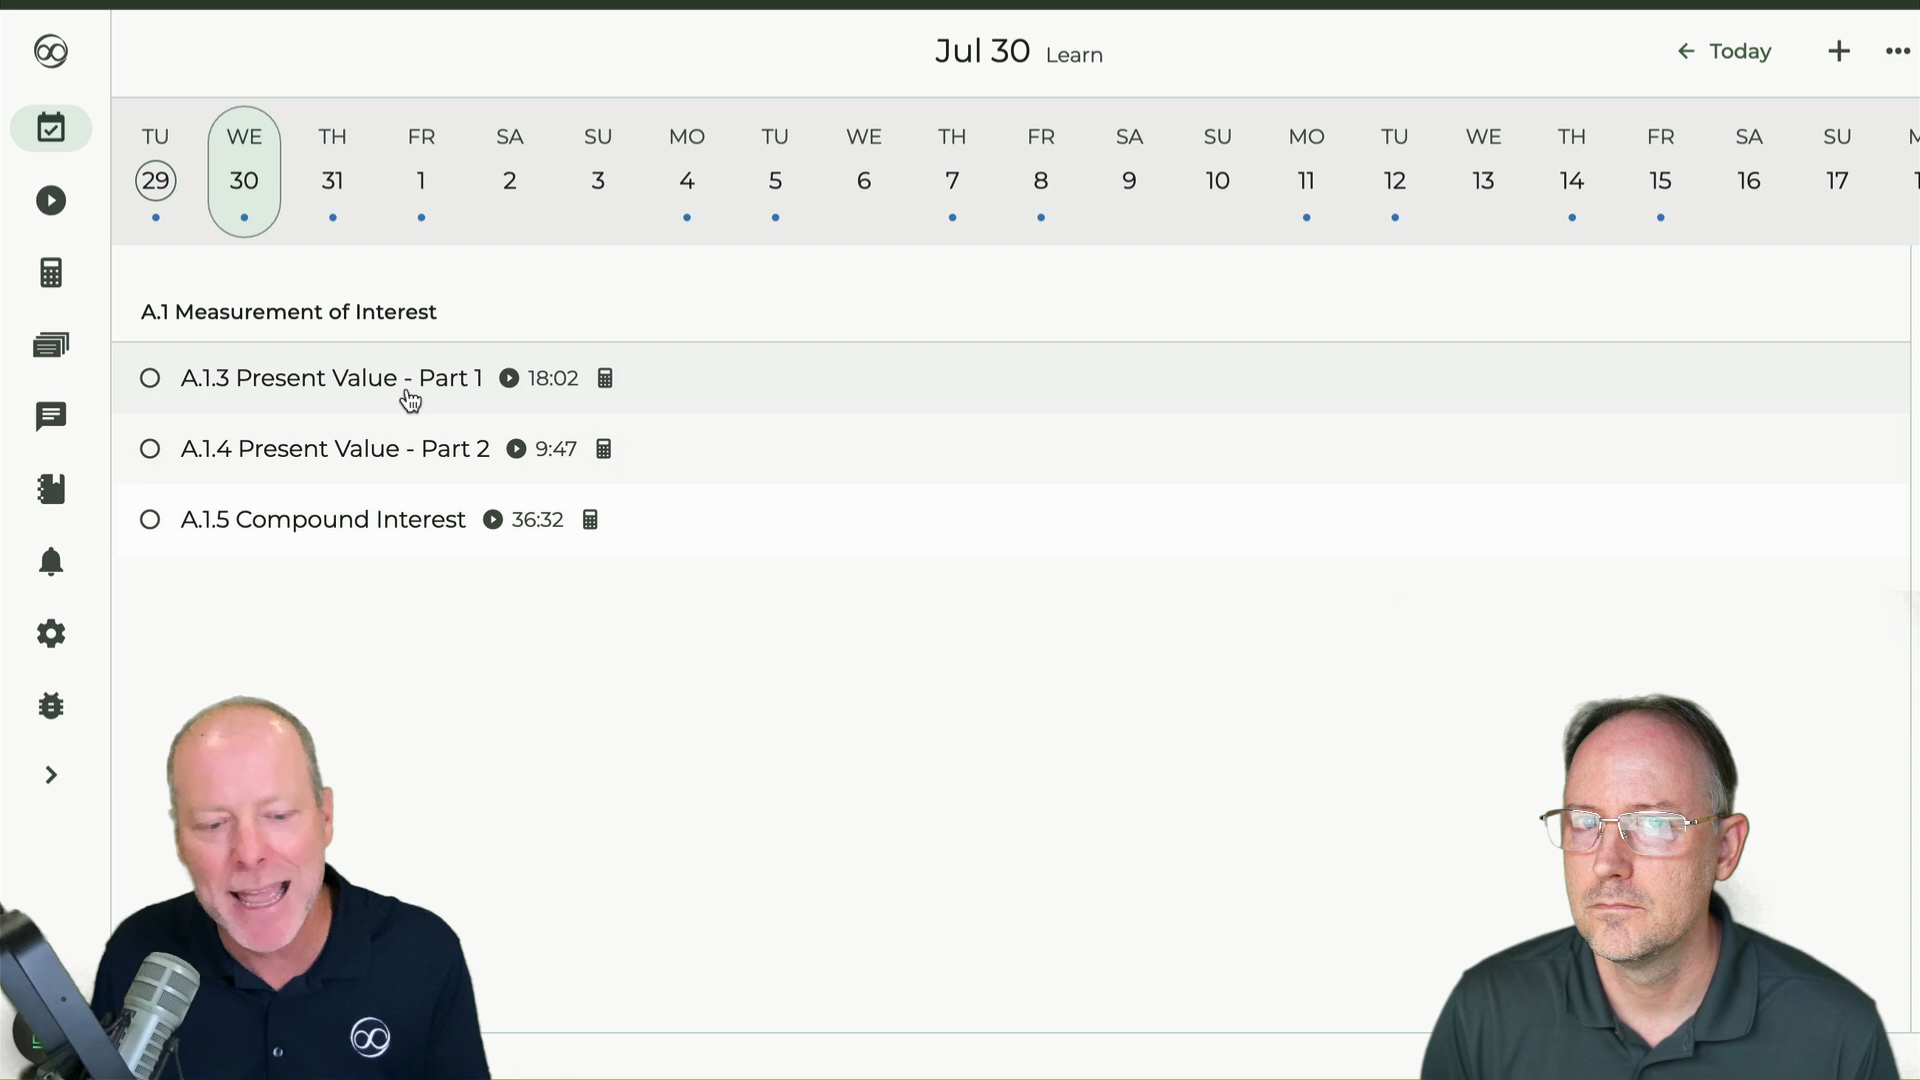 Jul 30 Learn
← Today
TU WE TH FR SA SU MO TU WE TH FR SA SU MO TU WE TH FR SA SU
29 30 31 1 2 3 4 5 6 7 8 9 10 11 12 13 14 15 16 17
A.1 Measurement of Interest
A.1.3 Present Value - Part 1 18:02
A.1.4 Present Value - Part 2 9:47
A.1.5 Compound Interest 36:32